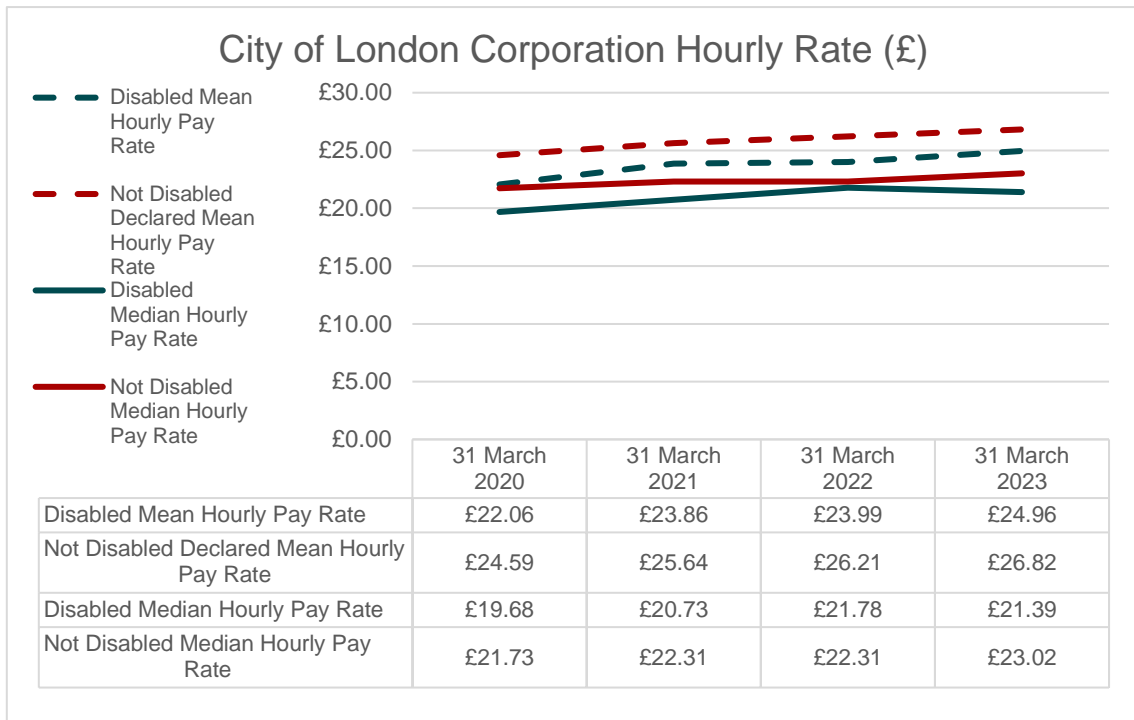 City of London Corporation Hourly Rate (£)
Disabled Mean
Hourly Pay
Rate
Not Disabled
Declared Mean
Hourly Pay
Rate
Disabled
Median Hourly
Pay Rate
Not Disabled
Median Hourly
Pay Rate
£30.00
£25.00
£20.00
£15.00
£10.00
£5.00
£0.00
31 March 2020 31 March 2021 31 March 2022 31 March 2023
Disabled Mean Hourly Pay Rate £22.06 £23.86 £23.99 £24.96
Not Disabled Declared Mean Hourly
Pay Rate £24.59 £25.64 £26.21 £26.82
Disabled Median Hourly Pay Rate £19.68 £20.73 £21.78 £21.39
Not Disabled Median Hourly Pay
Rate £21.73 £22.31 £22.31 £23.02